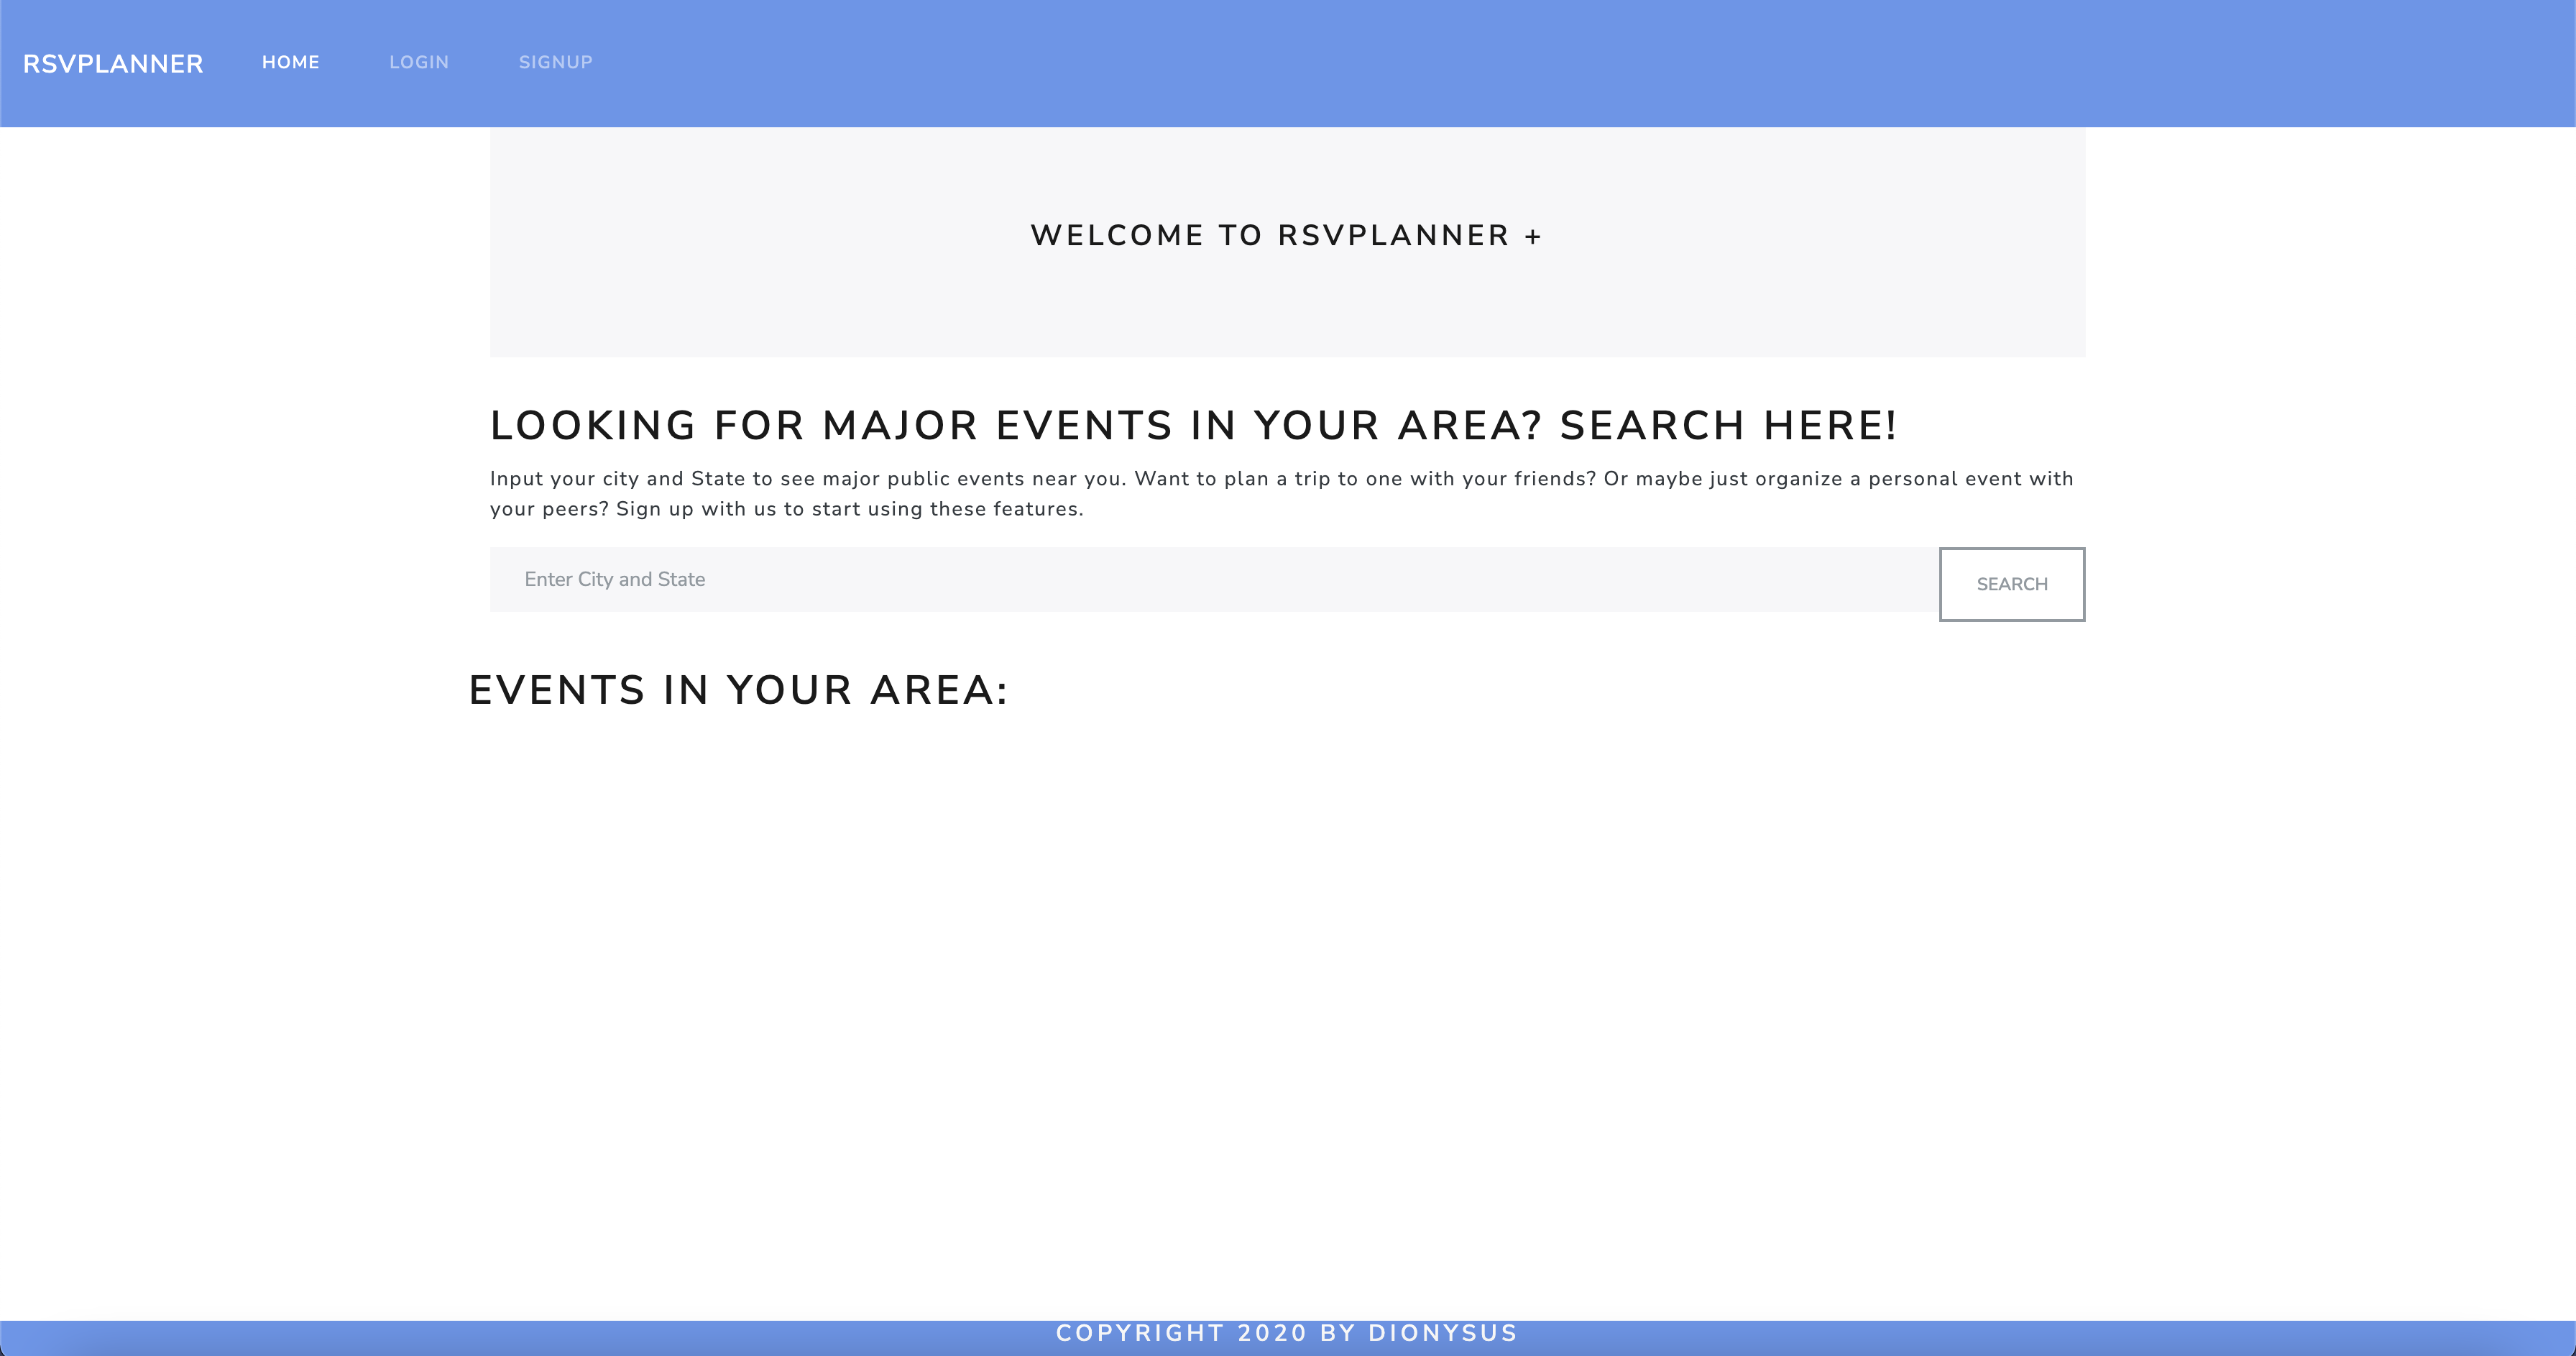 RSVPLANNER HOME LOGIN SIGNUP
WELCOME TO RSVPLANNER +
LOOKING FOR MAJOR EVENTS IN YOUR AREA? SEARCH HERE!
Input your city and State to see major public events near you. Want to plan a trip to one with your friends? Or maybe just organize a personal event with
your peers? Sign up with us to start using these features.
Enter City and State SEARCH
EVENTS IN YOUR AREA:
COPYRIGHT 2020 BY DIONYSUS